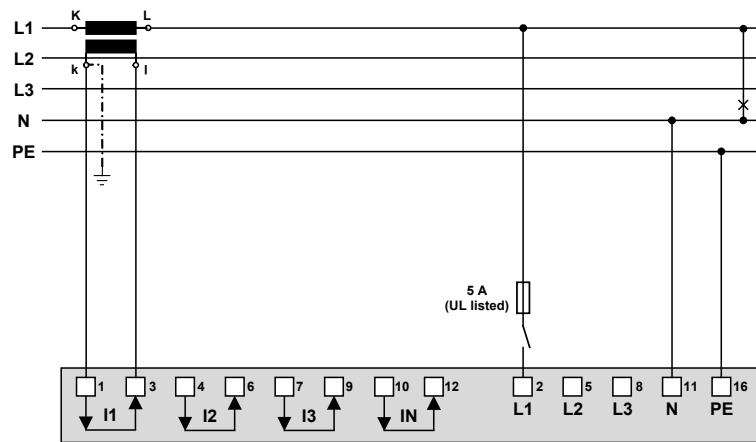 K L
L1
L2
k l
L3
N
PE
5 A
(UL listed)
1 3 4 6 7 9 10 12 2 5 8 11 16
I1 I2 I3 IN L1 L2 L3 N PE